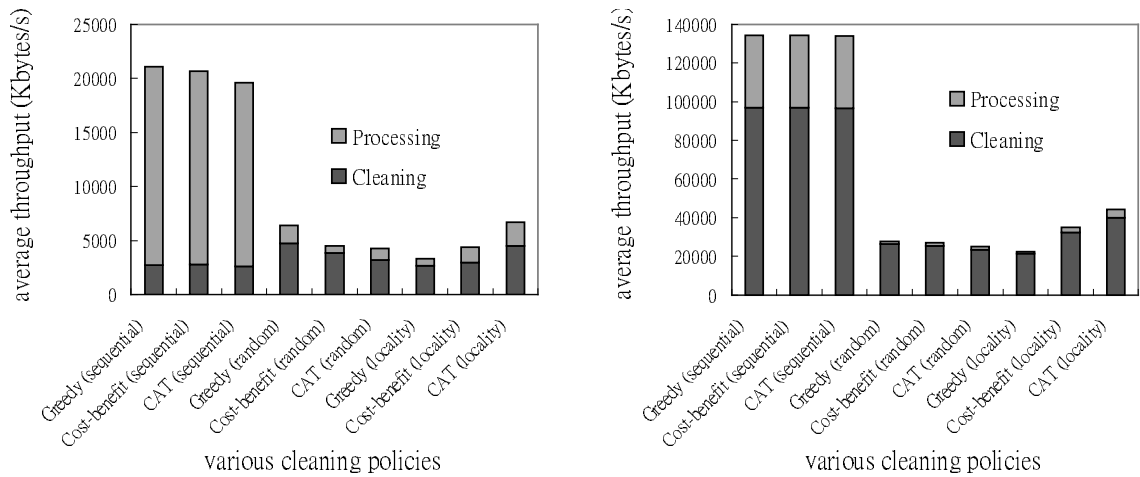 average throughput (Kbytes/s)
25000
20000
15000
10000
5000
0
Processing
Cleaning
Greedy (sequential)
Cost-benefit (sequential)
CAT (sequential)
Greedy (random)
Cost-benefit (random)
CAT (random)
Greedy (locality)
Cost-benefit (locality)
CAT (locality)
various cleaning policies
average throughput (Kbytes/s)
140000
120000
100000
80000
60000
40000
20000
0
Processing
Cleaning
Greedy (sequential)
Cost-benefit (sequential)
CAT (sequential)
Greedy (random)
Cost-benefit (random)
CAT (random)
Greedy (locality)
Cost-benefit (locality)
CAT (locality)
various cleaning policies